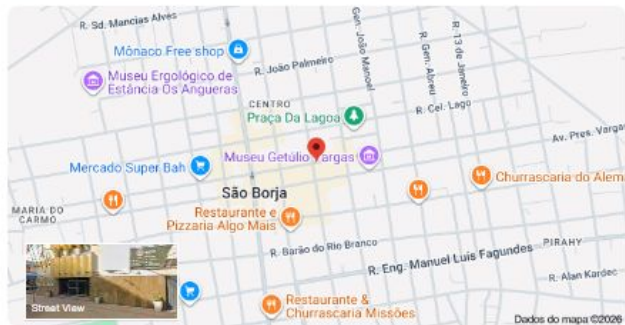 R. Sd. Mancias Alves
Mônaco Free shop
R. João Palmeiro
Gen. João Manoel
R. Gen. Abreu
R. 13 de Janeiro
Museu Ergológico de
Estância Os Angueras
CENTRO
Praça Da Lagoa
R. Cel. Lago
Av. Pres. Vargas
Mercado Super Bah
Museu Getúlio Vargas
Churrascaria do Alem
São Borja
MARIA DO
CARMO
Restaurante e
Pizzaria Algo Mais
R. Barão do Rio Branco
PIRAHY
R. Eng. Manuel Luis Fagundes
R. Alan Kardec
Street View
Restaurante &
Churrascaria Missões
Dados do mapa ©2026